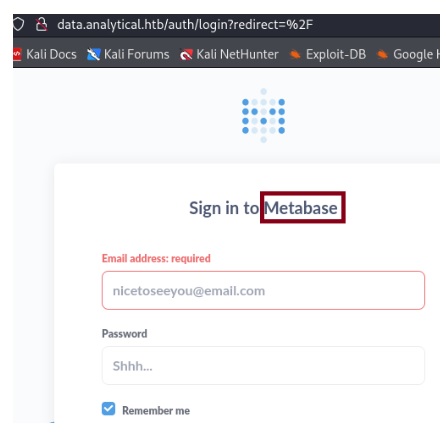 data.analytical.htb/auth/login?redirect=%2F
Kali Docs Kali Forums Kali NetHunter Exploit-DB Google
Sign in to Metabase
Email address: required
nicetoseeyou@email.com
Password
Shhh...
Remember me